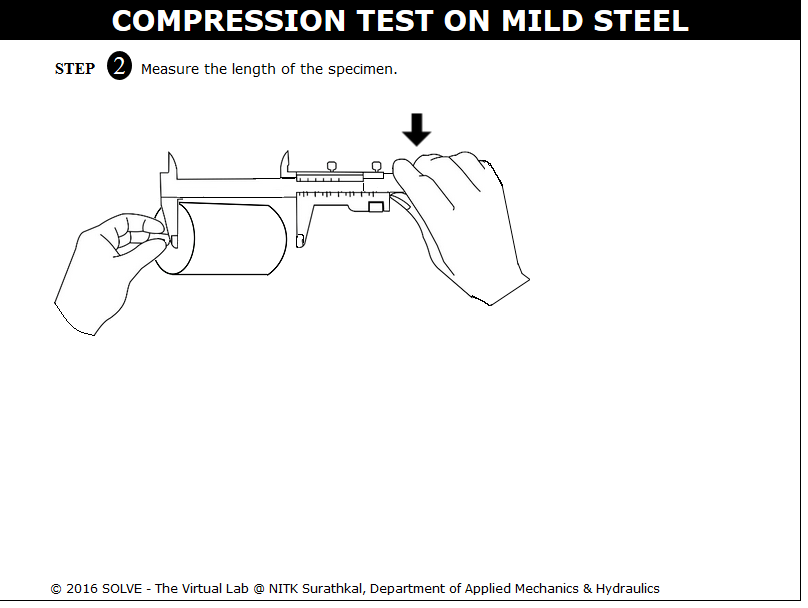 COMPRESSION TEST ON MILD STEEL
STEP 2 Measure the length of the specimen.
© 2016 SOLVE - The Virtual Lab @ NITK Surathkal, Department of Applied Mechanics & Hydraulics